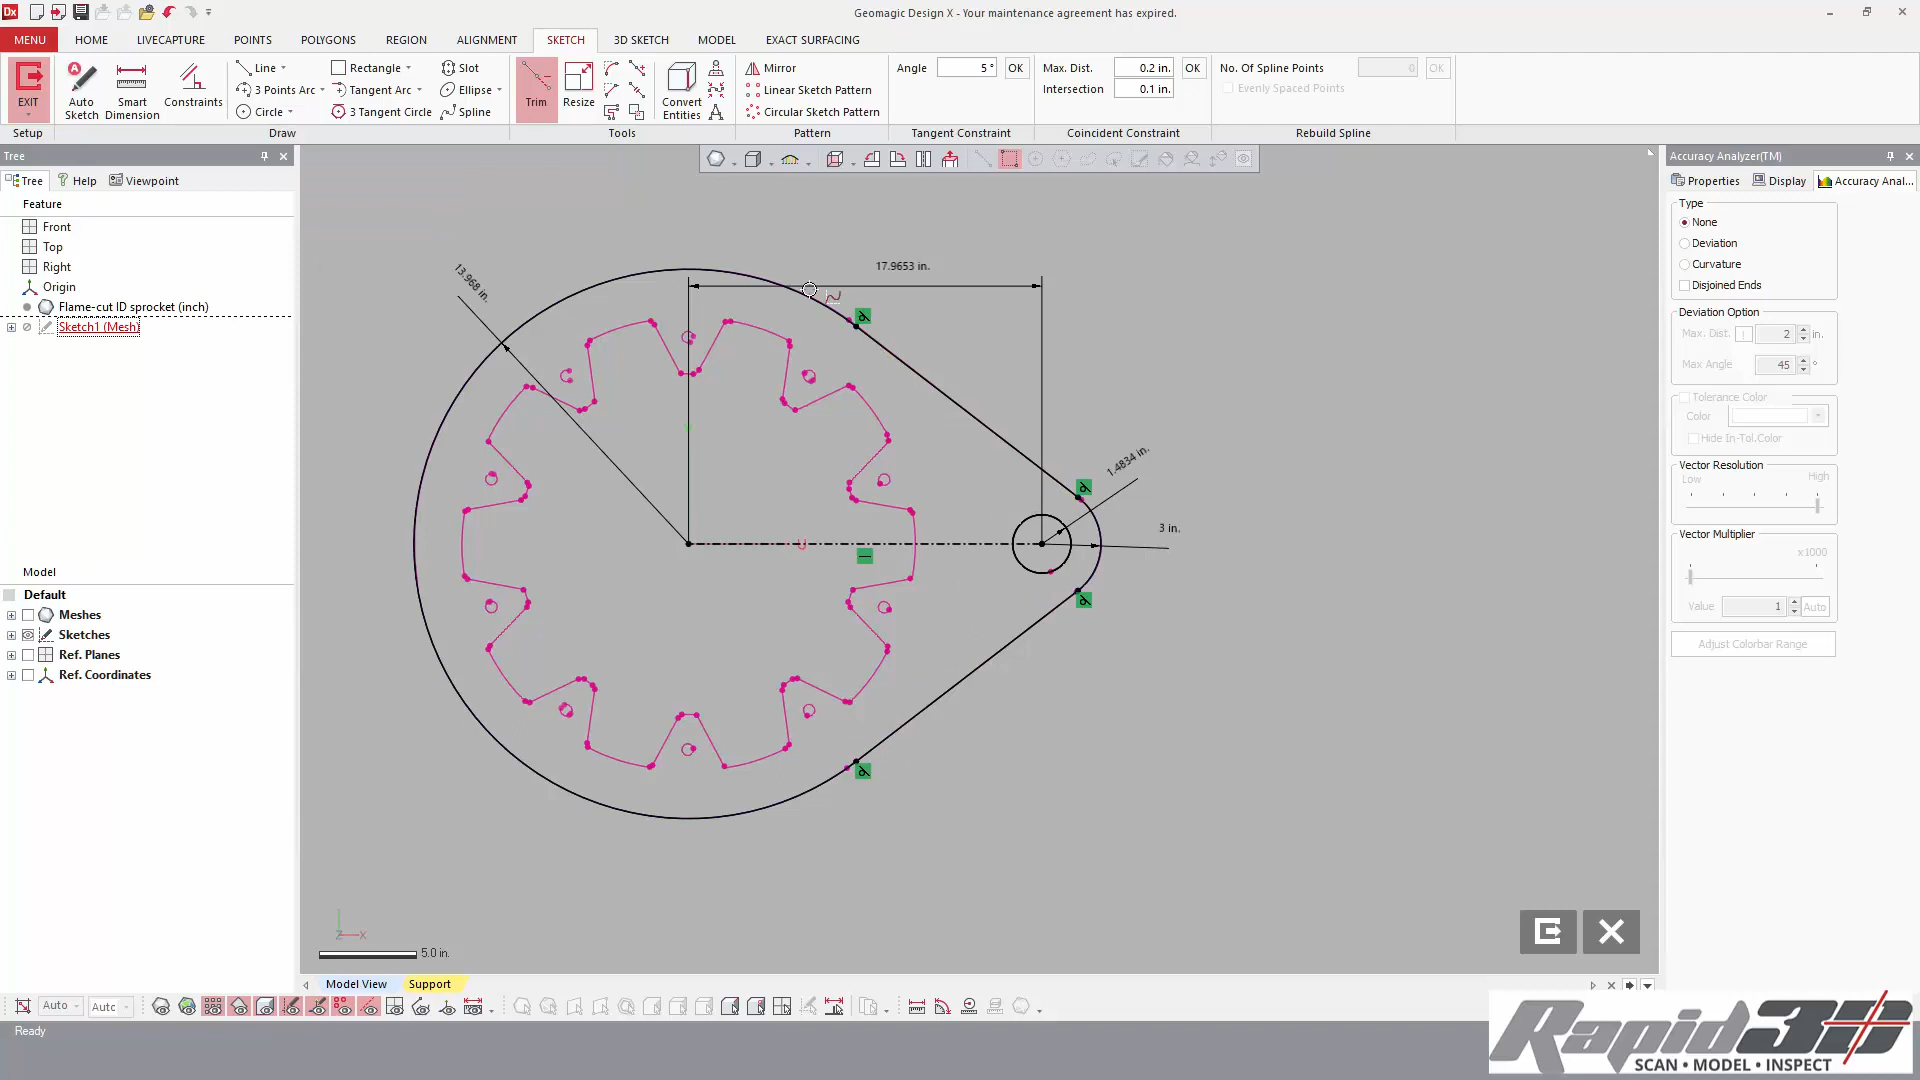 Geomagic Design X - Your maintenance agreement has expired.
MENU HOME LIVECAPTURE POINTS POLYGONS REGION ALIGNMENT SKETCH 3D SKETCH MODEL EXACT SURFACING
Line Rectangle Slot Mirror Angle 5 ° OK Max. Dist. 0.2 in. OK No. Of Spline Points 0 OK
3 Points Arc Tangent Arc Ellipse Linear Sketch Pattern Intersection 0.1 in. Evenly Spaced Points
EXIT Auto Sketch Smart Dimension Constraints Trim Resize Convert Entities
Circle 3 Tangent Circle Spline Circular Sketch Pattern
Setup Draw Tools Pattern Tangent Constraint Coincident Constraint Rebuild Spline
Tree
Tree Help Viewpoint
Feature
Front
Top
Right
Origin
Flame-cut ID sprocket (inch)
Sketch1 (Mesh)
Model
Default
Meshes
Sketches
Ref. Planes
Ref. Coordinates
13.968 in.
17.9653 in.
1.4834 in.
3 in.
Z X
5.0 in.
Model View Support
Accuracy Analyzer(TM)
Properties Display Accuracy Anal...
Type
None
Deviation
Curvature
Disjoined Ends
Deviation Option
Max. Dist. 2 in.
Max Angle 45 °
Tolerance Color
Color
Hide In-Tol.Color
Vector Resolution
Low High
Vector Multiplier
x1000
Value: 1 Auto
Adjust Colorbar Range
Auto Auto
Ready
Rapid3D
SCAN • MODEL • INSPECT